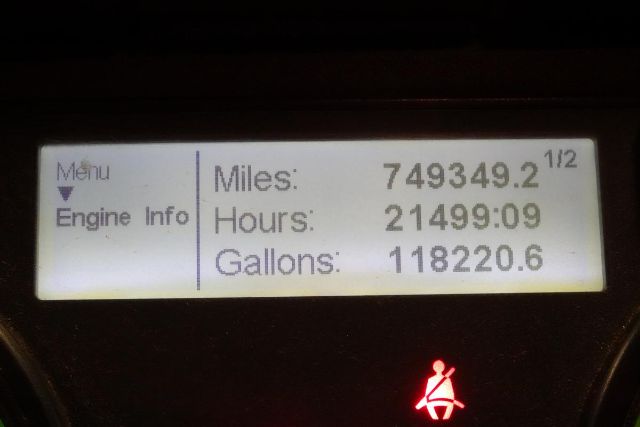 Menu
Engine Info
1/2
Miles: 749349.2
Hours: 21499:09
Gallons: 118220.6